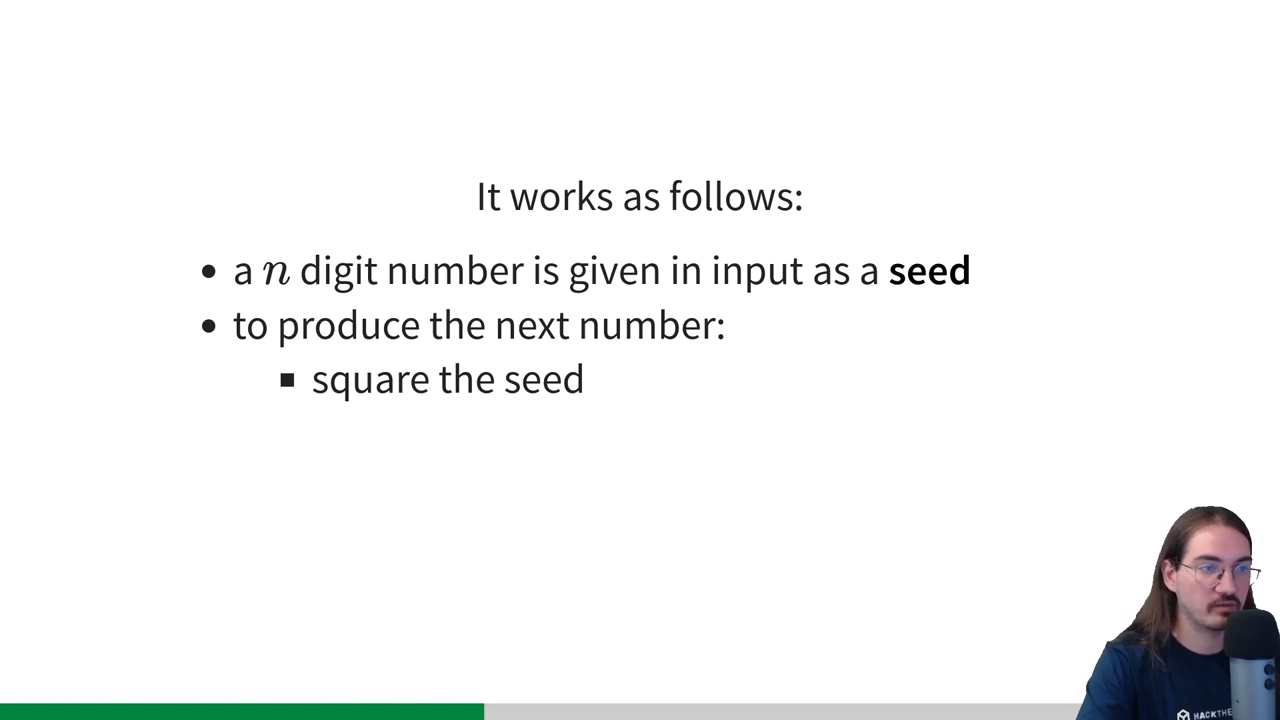 It works as follows:
• a n digit number is given in input as a seed
• to produce the next number:
▪ square the seed
HACKTHE